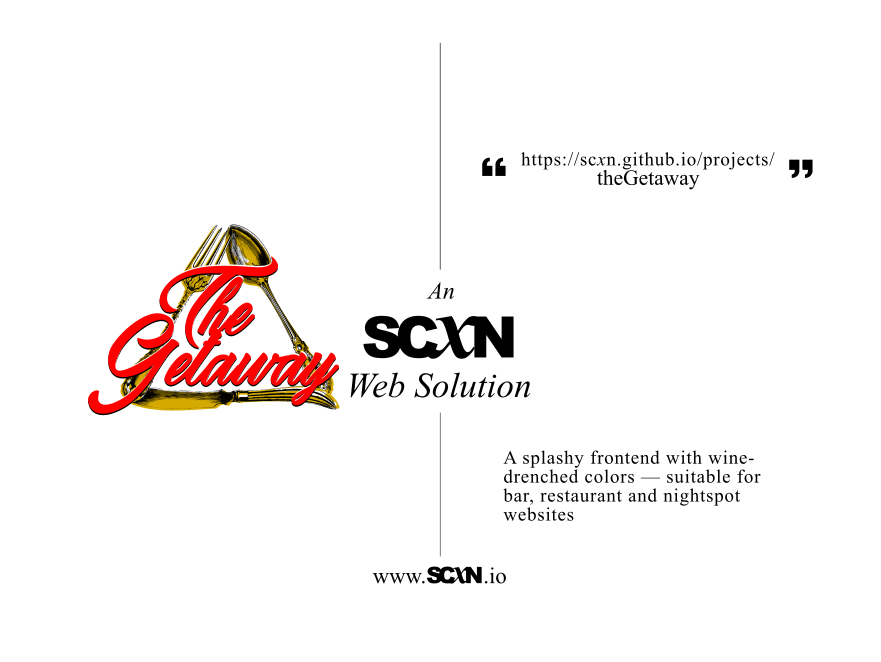 “ https://scxn.github.io/projects/ ”
theGetaway
The
Getaway
An
SCXN
Web Solution
A splashy frontend with wine-
drenched colors — suitable for
bar, restaurant and nightspot
websites
www.SCXN.io